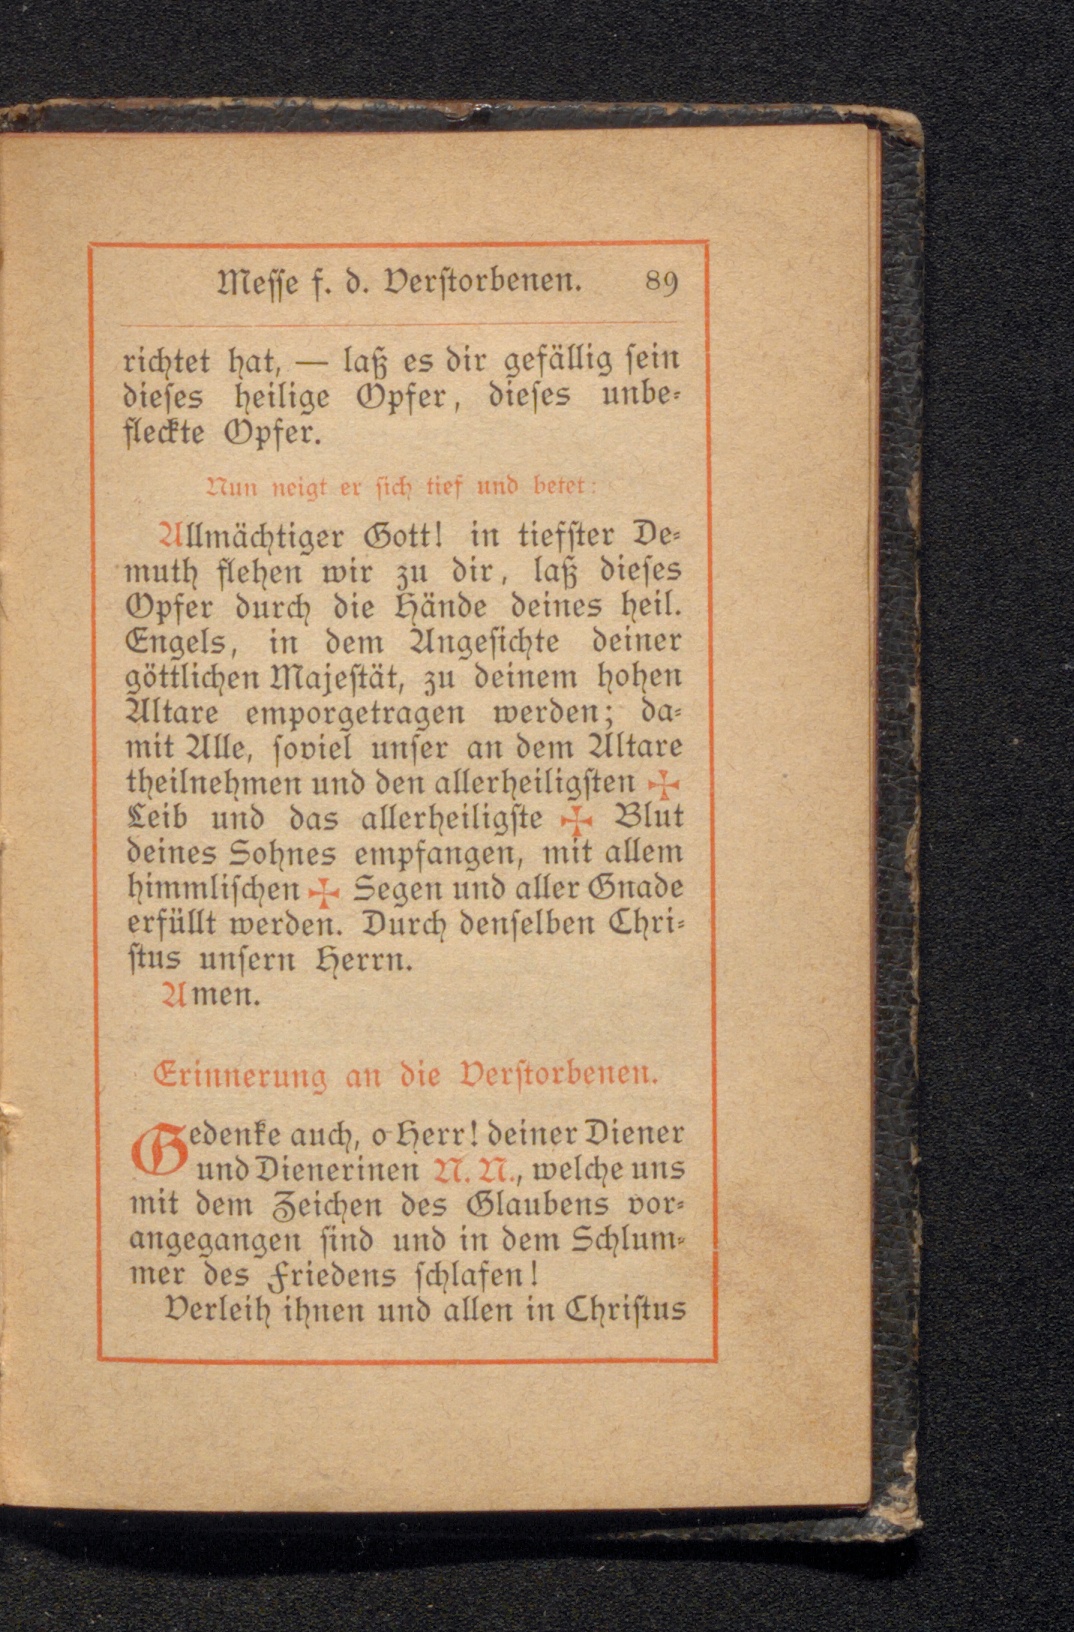 Messe f. d. Verstorbenen. 89
richtet hat, — laß es dir gefällig sein
dieses heilige Opfer, dieses unbe-
fleckte Opfer.
Nun neigt er sich tief und betet:
Allmächtiger Gott! in tiefster De-
muth flehen wir zu dir, laß dieses
Opfer durch die Hände deines heil.
Engels, in dem Angesichte deiner
göttlichen Majestät, zu deinem hohen
Altare emporgetragen werden; da-
mit Alle, soviel unser an dem Altare
theilnehmen und den allerheiligsten ✠
Leib und das allerheiligste ✠ Blut
deines Sohnes empfangen, mit allem
himmlischen ✠ Segen und aller Gnade
erfüllt werden. Durch denselben Chri-
stus unsern Herrn.
Amen.
Erinnerung an die Verstorbenen.
Gedenke auch, o Herr! deiner Diener
und Dienerinen N. N., welche uns
mit dem Zeichen des Glaubens vor-
angegangen sind und in dem Schlum-
mer des Friedens schlafen!
Verleih ihnen und allen in Christus